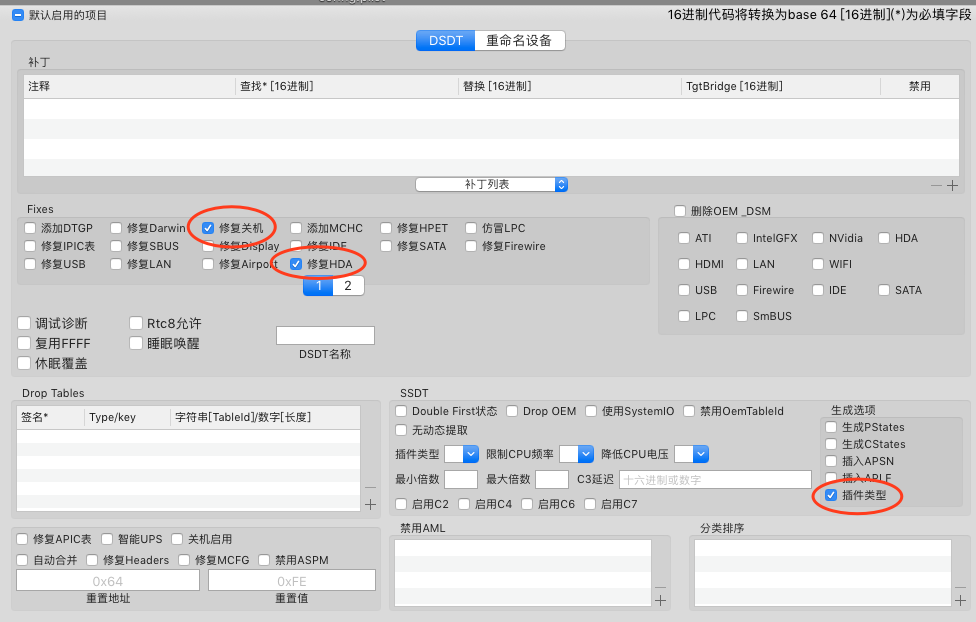 默认启用的项目
16进制代码将转换为base 64 [16进制](*)为必填字段
DSDT 重命名设备
补丁
注释 查找* [16进制] 替换 [16进制] TgtBridge [16进制] 禁用
补丁列表
Fixes
添加DTGP 修复Darwin 修复关机 添加MCHC 修复HPET 仿冒LPC
修复IPIC表 修复SBUS 修复Display 修复IDE 修复SATA 修复Firewire
修复USB 修复LAN 修复Airport 修复HDA
1 2
删除OEM _DSM
ATI IntelGFX NVidia HDA
HDMI LAN WIFI
USB Firewire IDE SATA
LPC SmBUS
调试诊断 Rtc8允许
复用FFFF 睡眠唤醒
休眠覆盖
DSDT名称
Drop Tables
签名* Type/key 字符串[TableId]/数字[长度]
SSDT
Double First状态 Drop OEM 使用SystemIO 禁用OemTableId
无动态提取
插件类型 限制CPU频率 降低CPU电压
最小倍数 最大倍数 C3延迟 十六进制或数字
启用C2 启用C4 启用C6 启用C7
生成选项
生成PStates
生成CStates
插入APSN
插入APLF
插件类型
修复APIC表 智能UPS 关机启用
自动合并 修复Headers 修复MCFG 禁用ASPM
0x64 0xFE
重置地址 重置值
禁用AML
分类排序